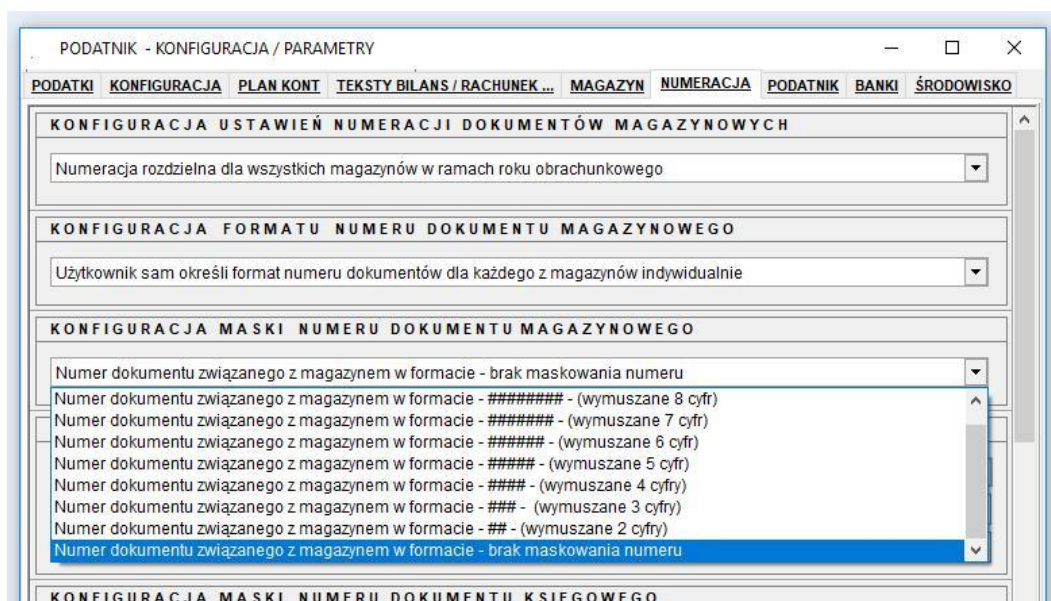 PODATNIK - KONFIGURACJA / PARAMETRY
PODATKI KONFIGURACJA PLAN KONT TEKSTY BILANS / RACHUNEK ... MAGAZYN NUMERACJA PODATNIK BANKI ŚRODOWISKO
KONFIGURACJA USTAWIEŃ NUMERACJI DOKUMENTÓW MAGAZYNOWYCH
Numeracja rozdzielna dla wszystkich magazynów w ramach roku obrachunkowego
KONFIGURACJA FORMATU NUMERU DOKUMENTU MAGAZYNOWEGO
Użytkownik sam określi format numeru dokumentów dla każdego z magazynów indywidualnie
KONFIGURACJA MASKI NUMERU DOKUMENTU MAGAZYNOWEGO
Numer dokumentu związanego z magazynem w formacie - brak maskowania numeru
Numer dokumentu związanego z magazynem w formacie - ######## - (wymuszane 8 cyfr)
Numer dokumentu związanego z magazynem w formacie - ####### - (wymuszane 7 cyfr)
Numer dokumentu związanego z magazynem w formacie - ###### - (wymuszane 6 cyfr)
Numer dokumentu związanego z magazynem w formacie - ##### - (wymuszane 5 cyfr)
Numer dokumentu związanego z magazynem w formacie - #### - (wymuszane 4 cyfry)
Numer dokumentu związanego z magazynem w formacie - ### - (wymuszane 3 cyfry)
Numer dokumentu związanego z magazynem w formacie - ## - (wymuszane 2 cyfry)
Numer dokumentu związanego z magazynem w formacie - brak maskowania numeru
KONFIGURACJA MASKI NUMERU DOKUMENTU KSIĘGOWEGO